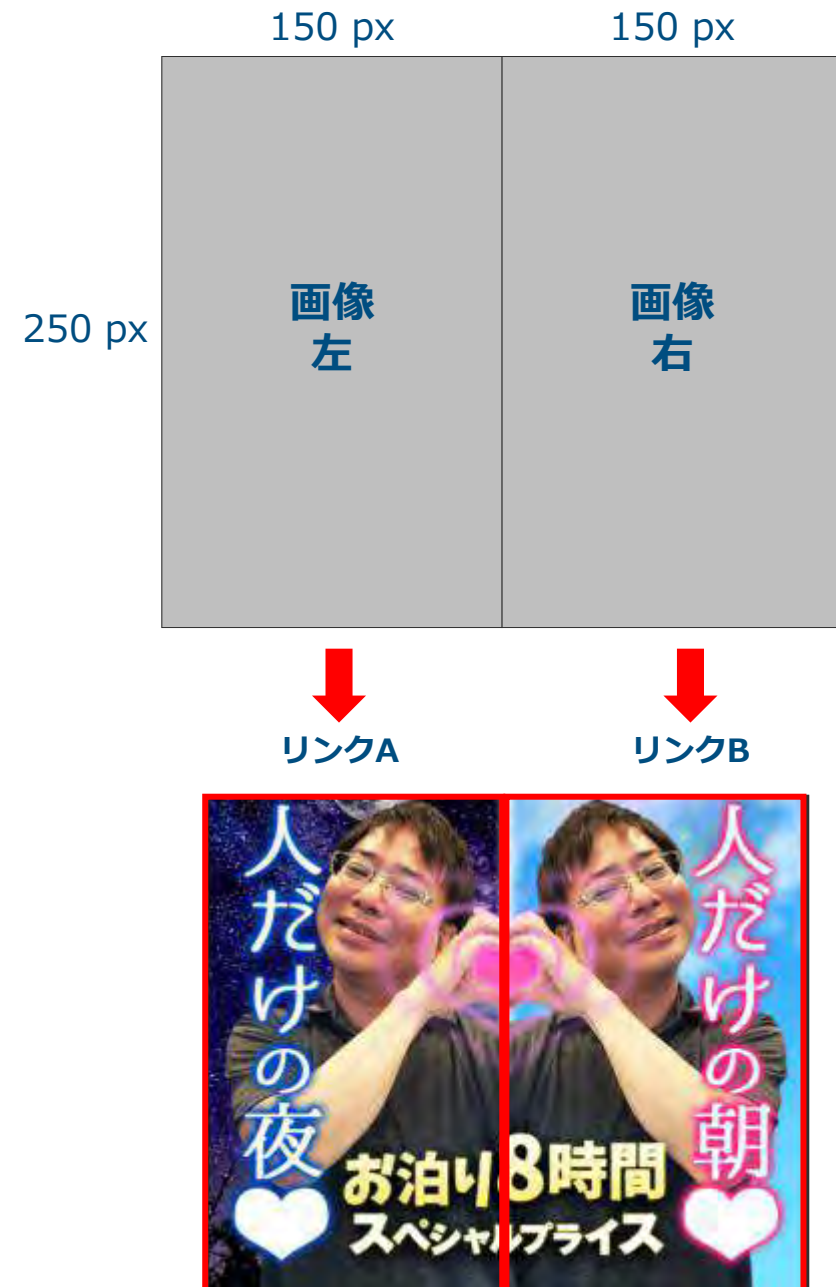 150 px
150 px
250 px
画像
左
画像
右
リンクA
リンクB
人だけの夜
人だけの朝
お泊り8時間
スペシャルプライス